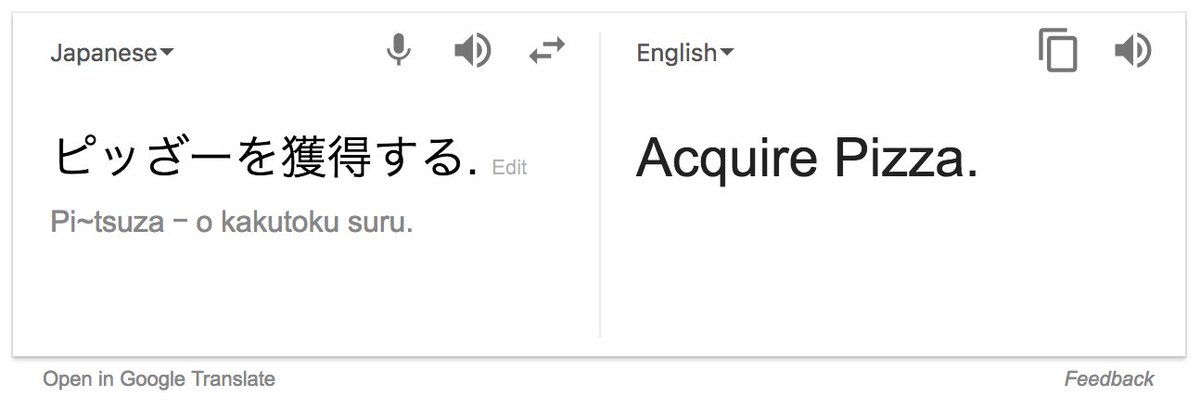 Japanese
English
ピッざーを獲得する. Edit
Pi~tsuza − o kakutoku suru.
Acquire Pizza.
Open in Google Translate
Feedback